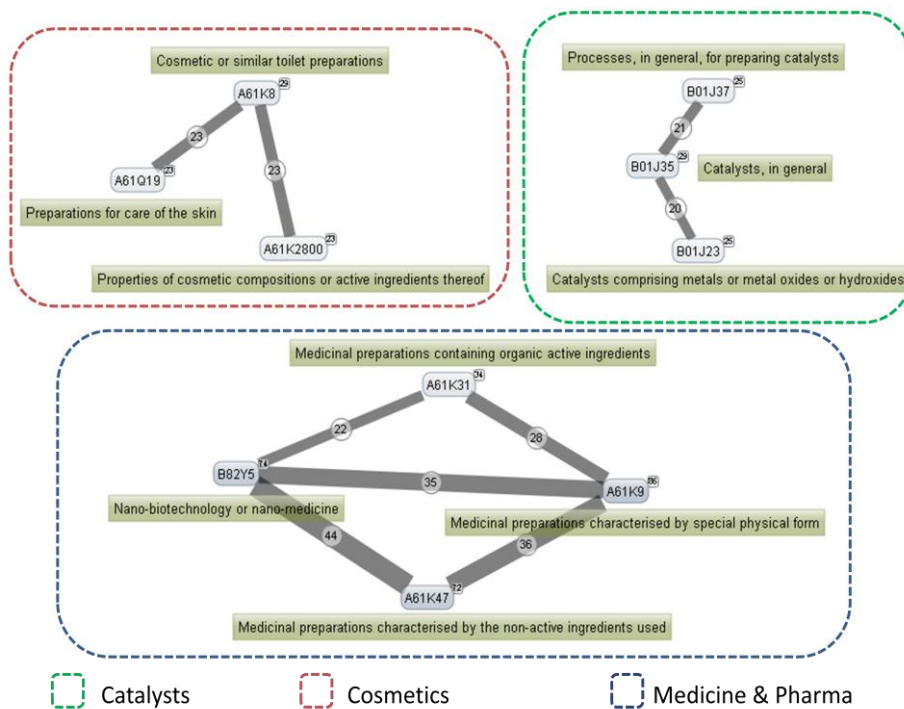 Cosmetic or similar toilet preparations
A61K8 29
23
23
A61Q19 23
Preparations for care of the skin
A61K2800 23
Properties of cosmetic compositions or active ingredients thereof
Processes, in general, for preparing catalysts
B01J37 25
21
B01J35 29
Catalysts, in general
20
B01J23 25
Catalysts comprising metals or metal oxides or hydroxides
Medicinal preparations containing organic active ingredients
A61K31 34
22
28
B82Y5 74
35
A61K9 86
Nano-biotechnology or nano-medicine
Medicinal preparations characterised by special physical form
44
36
A61K47 72
Medicinal preparations characterised by the non-active ingredients used
Catalysts
Cosmetics
Medicine & Pharma